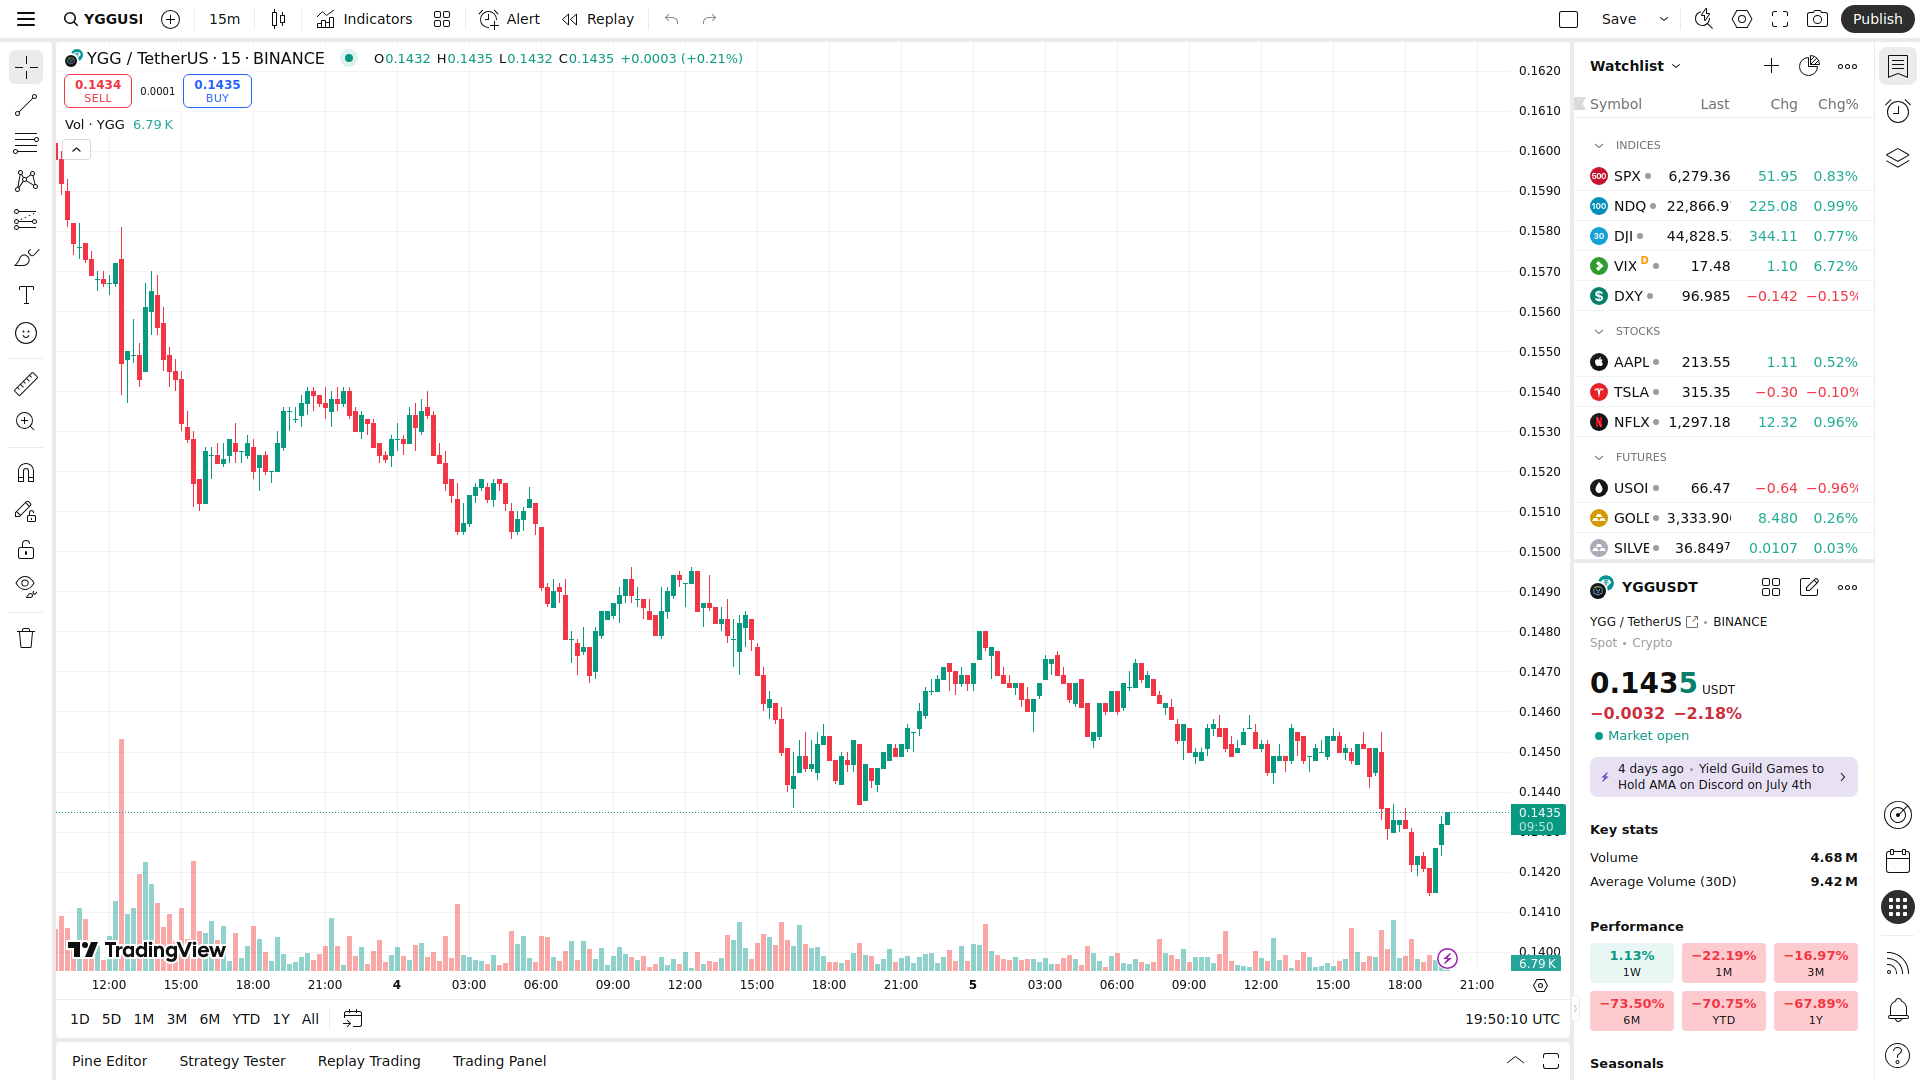 YGGUSI
15m
Indicators
Alert
Replay
Save
Publish
YGG / TetherUS · 15 · BINANCE
O0.1432 H0.1435 L0.1432 C0.1435 +0.0003 (+0.21%)
0.1434
SELL
0.0001
0.1435
BUY
Vol · YGG 6.79 K
0.1620
0.1610
0.1600
0.1590
0.1580
0.1570
0.1560
0.1550
0.1540
0.1530
0.1520
0.1510
0.1500
0.1490
0.1480
0.1470
0.1460
0.1450
0.1440
0.1435
09:50
0.1420
0.1410
0.1400
6.79 K
TradingView
12:00 15:00 18:00 21:00 4 03:00 06:00 09:00 12:00 15:00 18:00 21:00 5 03:00 06:00 09:00 12:00 15:00 18:00 21:00
1D 5D 1M 3M 6M YTD 1Y All
19:50:10 UTC
Pine Editor Strategy Tester Replay Trading Trading Panel
Watchlist
Symbol Last Chg Chg%
INDICES
500 SPX 6,279.36 51.95 0.83%
100 NDQ 22,866.9 225.08 0.99%
30 DJI 44,828.5 344.11 0.77%
VIX D 17.48 1.10 6.72%
$ DXY 96.985 −0.142 −0.15%
STOCKS
AAPL 213.55 1.11 0.52%
TSLA 315.35 −0.30 −0.10%
N NFLX 1,297.18 12.32 0.96%
FUTURES
USOI 66.47 −0.64 −0.96%
GOLD 3,333.90 8.480 0.26%
SILVE 36.8497 0.0107 0.03%
YGGUSDT
YGG / TetherUS • BINANCE
Spot • Crypto
0.1435 USDT
−0.0032 −2.18%
Market open
4 days ago • Yield Guild Games to
Hold AMA on Discord on July 4th
Key stats
Volume 4.68 M
Average Volume (30D) 9.42 M
Performance
1.13% −22.19% −16.97%
1W 1M 3M
−73.50% −70.75% −67.89%
6M YTD 1Y
Seasonals